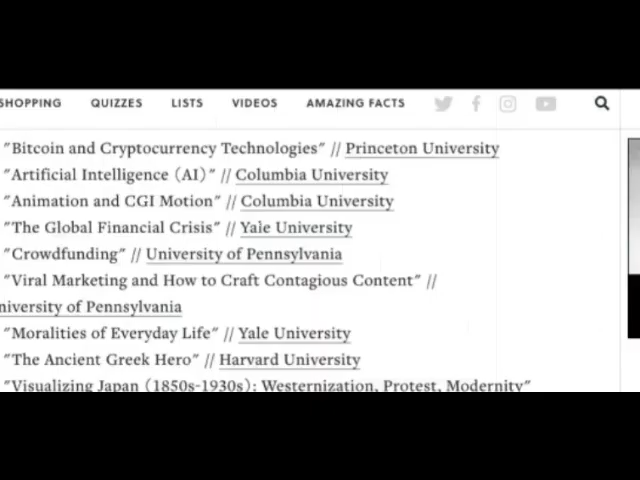 SHOPPING QUIZZES LISTS VIDEOS AMAZING FACTS
"Bitcoin and Cryptocurrency Technologies" // Princeton University
"Artificial Intelligence (AI)" // Columbia University
"Animation and CGI Motion" // Columbia University
"The Global Financial Crisis" // Yale University
"Crowdfunding" // University of Pennsylvania
"Viral Marketing and How to Craft Contagious Content" //
niversity of Pennsylvania
"Moralities of Everyday Life" // Yale University
"The Ancient Greek Hero" // Harvard University
"Visualizing Japan (1850s-1930s): Westernization, Protest, Modernity"